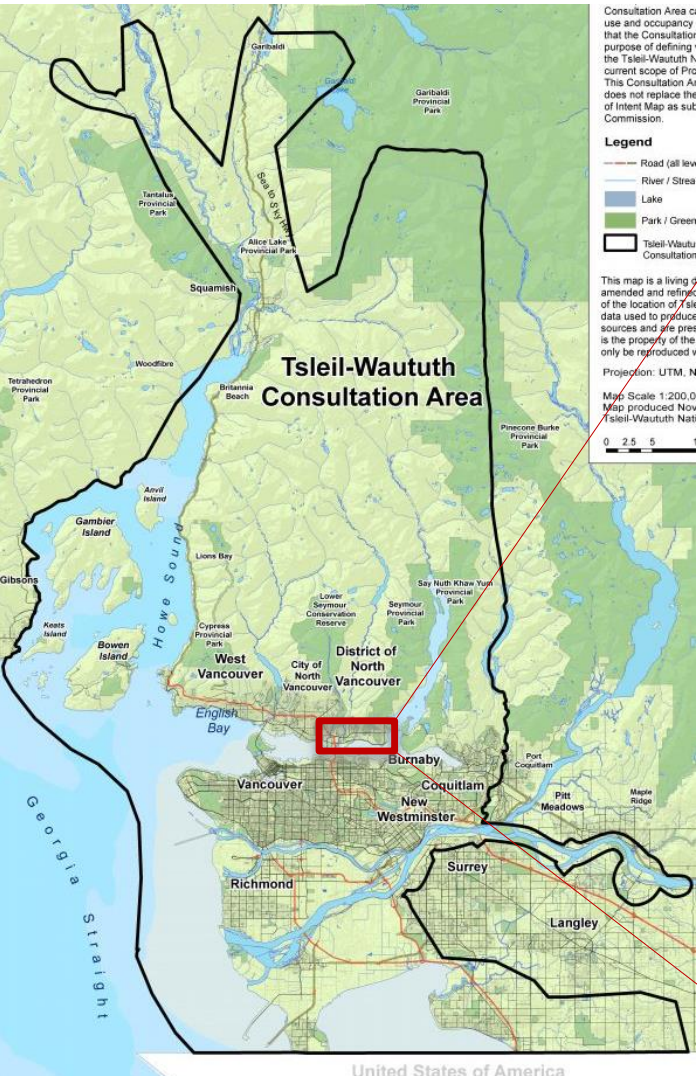 Consultation Area ca
use and occupancy
that the Consultation
purpose of defining
the Tsleil-Waututh N
current scope of Pro
This Consultation Ar
does not replace the
of Intent Map as sub
Commission.
Legend
Road (all leve
River / Strea
Lake
Park / Green
Tsleil-Waut
Consultation
This map is a living d
amended and refined
of the location of Tsle
data used to produce
sources and are pres
is the property of the
only be reproduced w
Projection: UTM, N
Map Scale 1:200,0
Map produced Nov
Tsleil-Waututh Nati
0 2.5 5 1
Garibaldi
Garibaldi
Provincial
Park
Tantalus
Provincial
Park
Sea to Sky Hwy
Alice Lake
Provincial Park
Squamish
Woodfibre
Tetrahedron
Provincial
Park
Britannia
Beach
Tsleil-Waututh
Consultation Area
Pinecone Burke
Provincial
Park
Anvil
Island
Gambier
Island
Howe Sound
Lions Bay
Gibsons
Keats
Island
Bowen
Island
Cypress
Provincial
Park
Lower
Seymour
Conservation
Reserve
Seymour
Provincial
Park
Say Nuth Khaw Yum
Provincial
Park
West
Vancouver
City of
North
Vancouver
District of
North
Vancouver
English
Bay
Burnaby
Vancouver
Coquitlam
New
Westminster
Port
Coquitlam
Pitt
Meadows
Maple
Ridge
Richmond
Surrey
Langley
Georgia Straight
United States of America